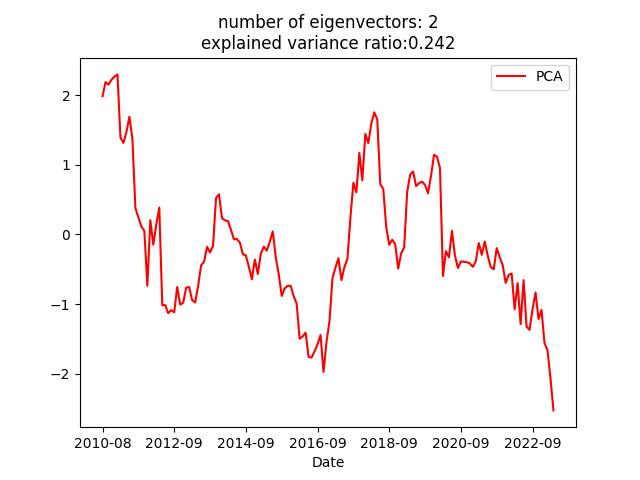 number of eigenvectors: 2
explained variance ratio:0.242
PCA
2
1
0
−1
−2
2010-08 2012-09 2014-09 2016-09 2018-09 2020-09 2022-09
Date